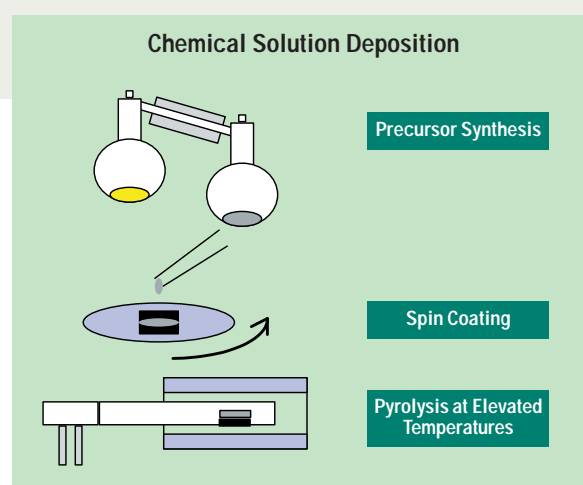 Chemical Solution Deposition
Precursor Synthesis
Spin Coating
Pyrolysis at Elevated
Temperatures